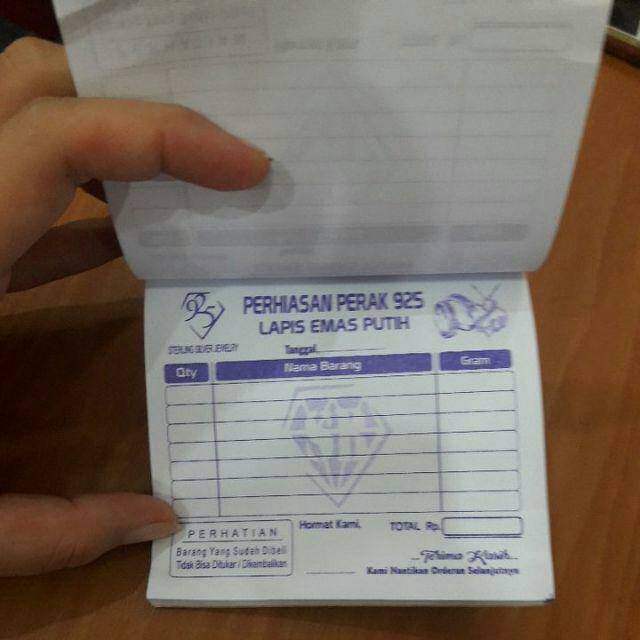 925
STERLING SILVER JEWELRY
PERHIASAN PERAK 925
LAPIS EMAS PUTIH
Tanggal
Qty Nama Barang Gram
Hormat Kami, TOTAL Rp.
PERHATIAN
Barang Yang Sudah Dibeli
Tidak Bisa Ditukar / Dikembalikan
...Terima Kasih...
Kami Nantikan Orderan Selanjutnya